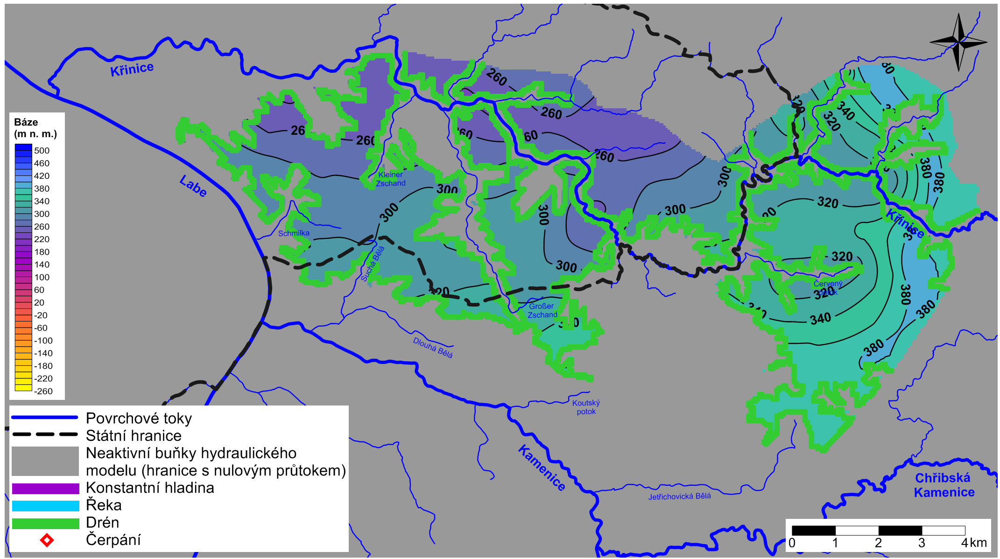 Křinice
Labe
Báze
(m n. m.)
500
460
420
380
340
300
260
220
180
140
100
60
20
-20
-60
-100
-140
-180
-220
-260
260
260
260
260
300
300
300
300
300
300
320
320
320
320
340
340
380
380
380
380
380
Kleiner
Zschand
Schmilka
Suchá Bělá
Großer
Zschand
Dlouhá Bělá
Červený
potok
Křinice
Koutský
potok
Kamenice
Jetřichovická Bělá
Chřibská
Kamenice
Povrchové toky
Státní hranice
Neaktivní buňky hydraulického
modelu (hranice s nulovým průtokem)
Konstantní hladina
Řeka
Drén
Čerpání
0 1 2 3 4 km